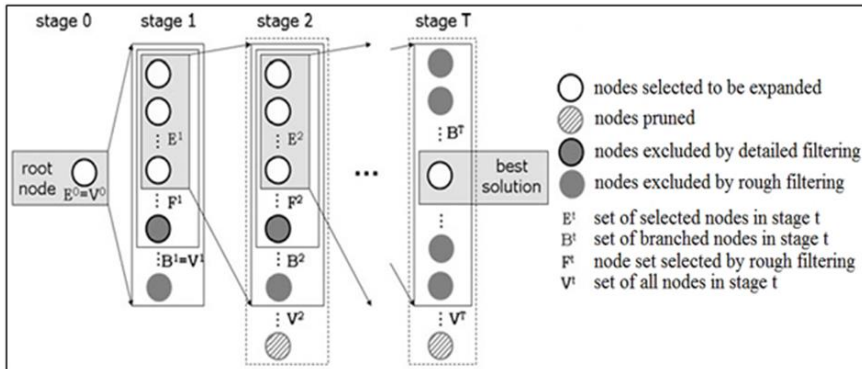 stage 0 stage 1 stage 2 stage T
root node
E⁰≡V⁰
⋮ E¹
⋮ F¹
⋮ B¹≡V¹
⋮ E²
⋮ F²
⋮ B²
⋮ V²
...
⋮ Bᵀ
best solution
⋮ Vᵀ
nodes selected to be expanded
nodes pruned
nodes excluded by detailed filtering
nodes excluded by rough filtering
Eᵗ set of selected nodes in stage t
Bᵗ set of branched nodes in stage t
Fᵗ node set selected by rough filtering
Vᵗ set of all nodes in stage t